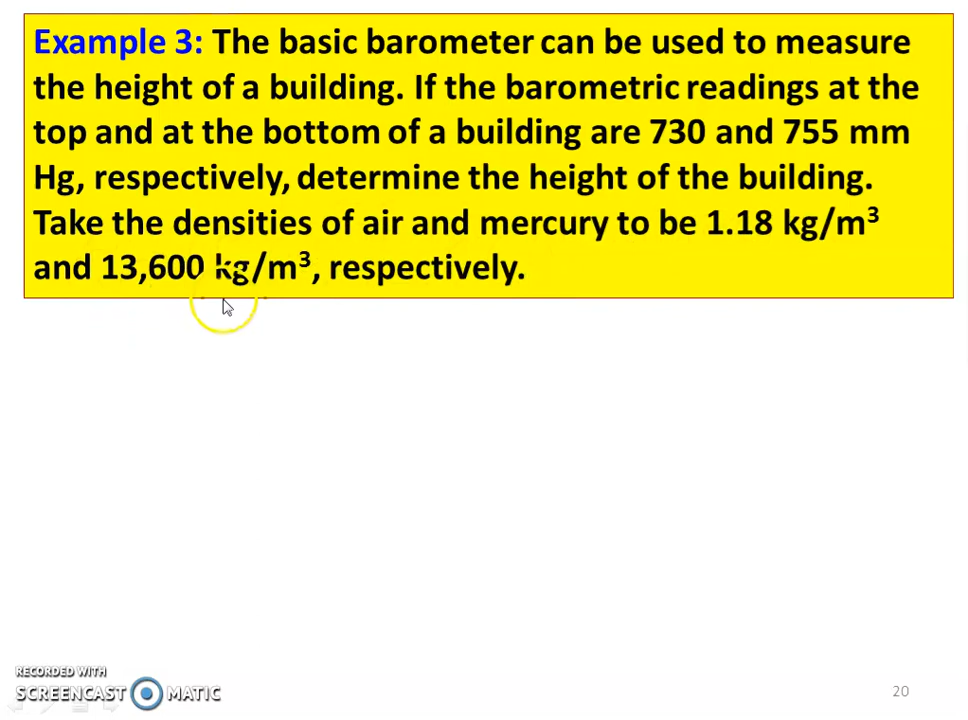 Example 3: The basic barometer can be used to measure
the height of a building. If the barometric readings at the
top and at the bottom of a building are 730 and 755 mm
Hg, respectively, determine the height of the building.
Take the densities of air and mercury to be 1.18 kg/m³
and 13,600 kg/m³, respectively.
RECORDED WITH
SCREENCAST MATIC
20